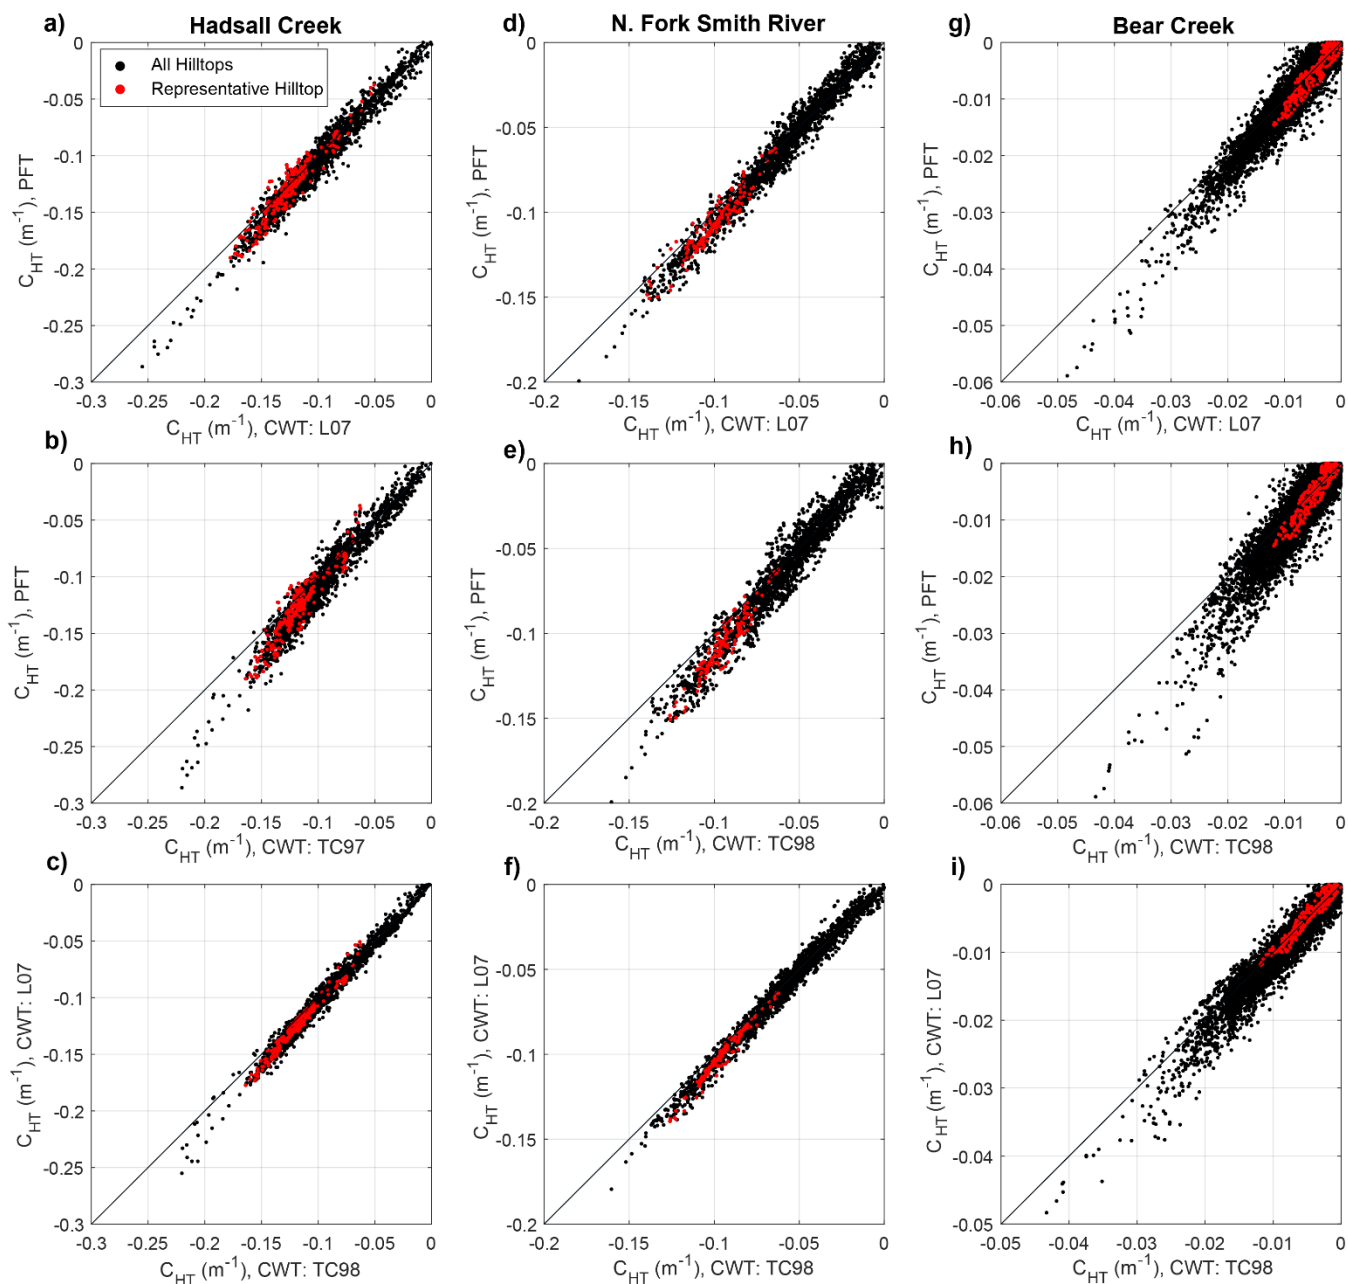 a)
Hadsall Creek
All Hilltops
Representative Hilltop
0
-0.05
-0.1
-0.15
-0.2
-0.25
-0.3
C_HT (m^-1), PFT
-0.3 -0.25 -0.2 -0.15 -0.1 -0.05 0
C_HT (m^-1), CWT: L07
b)
0
-0.05
-0.1
-0.15
-0.2
-0.25
-0.3
C_HT (m^-1), PFT
-0.3 -0.25 -0.2 -0.15 -0.1 -0.05 0
C_HT (m^-1), CWT: TC97
c)
0
-0.05
-0.1
-0.15
-0.2
-0.25
-0.3
C_HT (m^-1), CWT: L07
-0.3 -0.25 -0.2 -0.15 -0.1 -0.05 0
C_HT (m^-1), CWT: TC98
d)
N. Fork Smith River
0
-0.05
-0.1
-0.15
-0.2
C_HT (m^-1), PFT
-0.2 -0.15 -0.1 -0.05 0
C_HT (m^-1), CWT: L07
e)
0
-0.05
-0.1
-0.15
-0.2
C_HT (m^-1), PFT
-0.2 -0.15 -0.1 -0.05 0
C_HT (m^-1), CWT: TC98
f)
0
-0.05
-0.1
-0.15
-0.2
C_HT (m^-1), CWT: L07
-0.2 -0.15 -0.1 -0.05 0
C_HT (m^-1), CWT: TC98
g)
Bear Creek
0
-0.01
-0.02
-0.03
-0.04
-0.05
-0.06
C_HT (m^-1), PFT
-0.06 -0.05 -0.04 -0.03 -0.02 -0.01 0
C_HT (m^-1), CWT: L07
h)
0
-0.01
-0.02
-0.03
-0.04
-0.05
-0.06
C_HT (m^-1), PFT
-0.06 -0.05 -0.04 -0.03 -0.02 -0.01 0
C_HT (m^-1), CWT: TC98
i)
0
-0.01
-0.02
-0.03
-0.04
-0.05
C_HT (m^-1), CWT: L07
-0.05 -0.04 -0.03 -0.02 -0.01 0
C_HT (m^-1), CWT: TC98